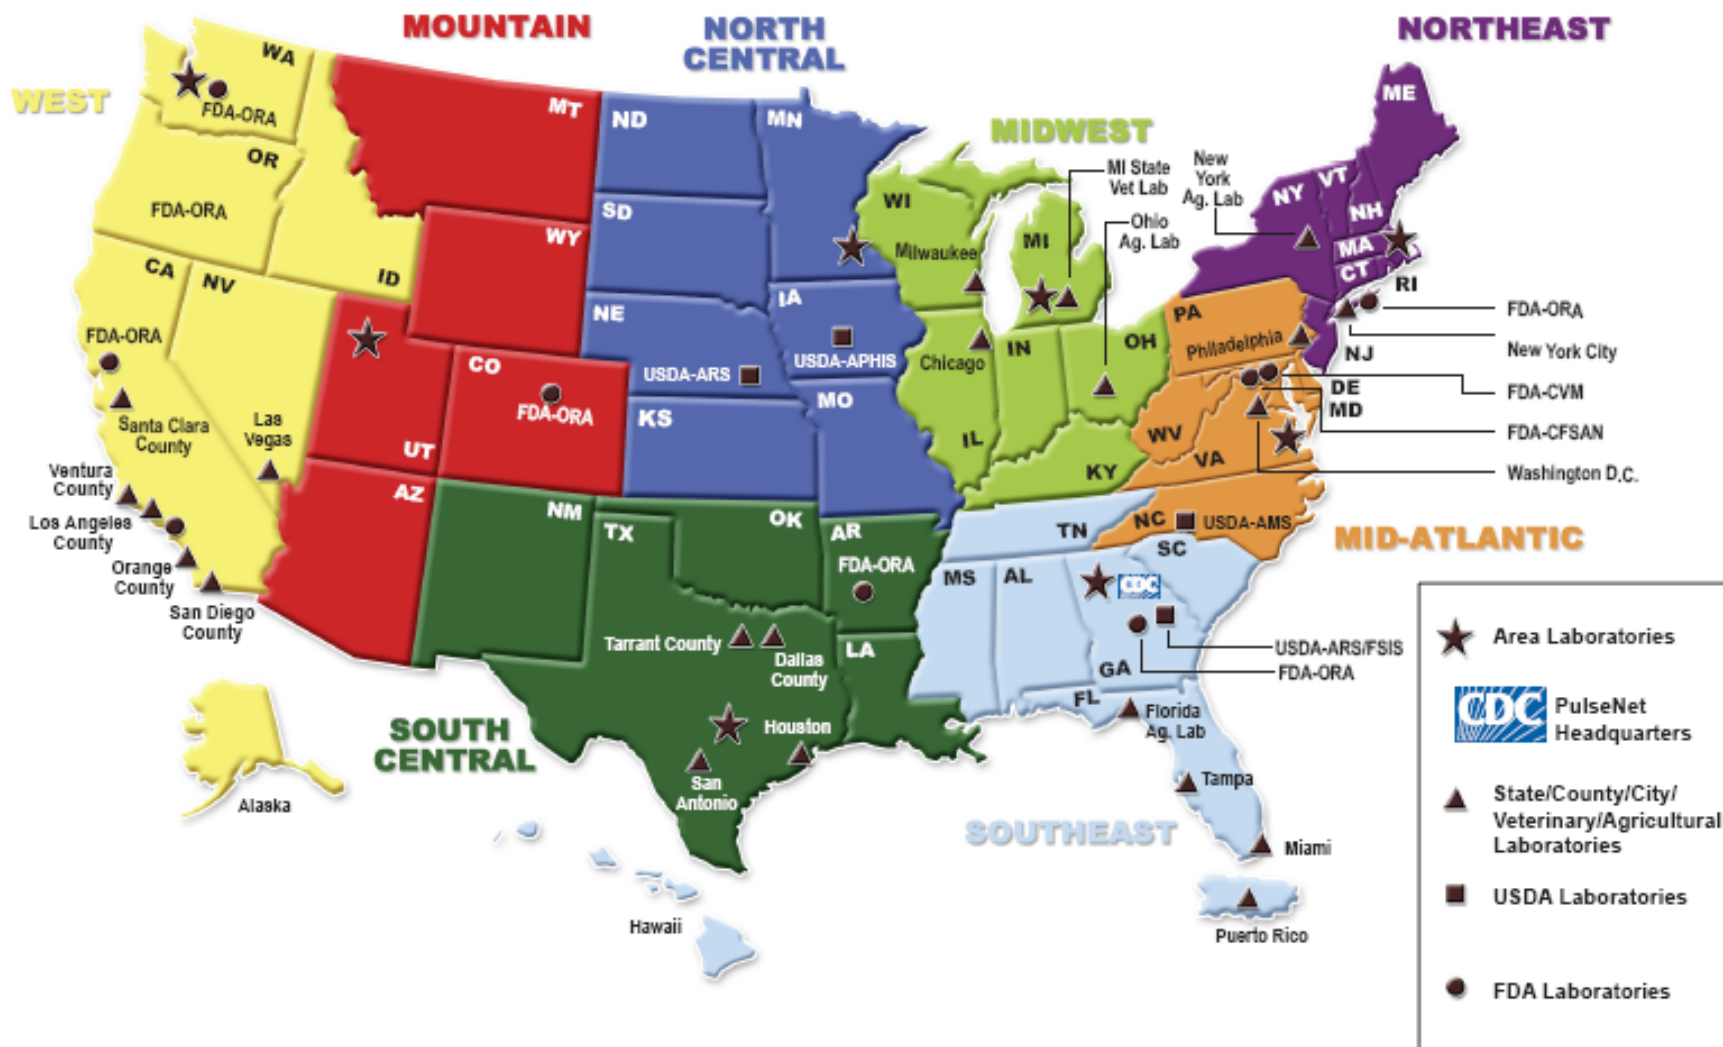 MOUNTAIN
NORTH
CENTRAL
NORTHEAST
WEST
MIDWEST
WA
FDA-ORA
OR
FDA-ORA
ID
CA
NV
FDA-ORA
Santa Clara
County
Las
Vegas
Ventura
County
Los Angeles
County
Orange
County
San Diego
County
MT
WY
UT
CO
FDA-ORA
AZ
ND
MN
SD
NE
USDA-ARS
IA
USDA-APHIS
KS
MO
WI
Milwaukee
MI
MI State
Vet Lab
Ohio
Ag. Lab
Chicago
IL
IN
OH
KY
New
York
Ag. Lab
ME
VT
NY
NH
MA
CT
RI
NJ
PA
Philadelphia
DE
MD
WV
VA
NC
USDA-AMS
FDA-ORA
New York City
FDA-CVM
FDA-CFSAN
Washington D.C.
MID-ATLANTIC
NM
TX
OK
AR
FDA-ORA
LA
Tarrant County
Dallas
County
Houston
San
Antonio
SOUTH
CENTRAL
TN
SC
MS
AL
GA
CDC
USDA-ARS/FSIS
FDA-ORA
FL
Florida
Ag. Lab
Tampa
Miami
SOUTHEAST
Puerto Rico
Alaska
Hawaii
Area Laboratories
CDC
PulseNet
Headquarters
State/County/City/
Veterinary/Agricultural
Laboratories
USDA Laboratories
FDA Laboratories